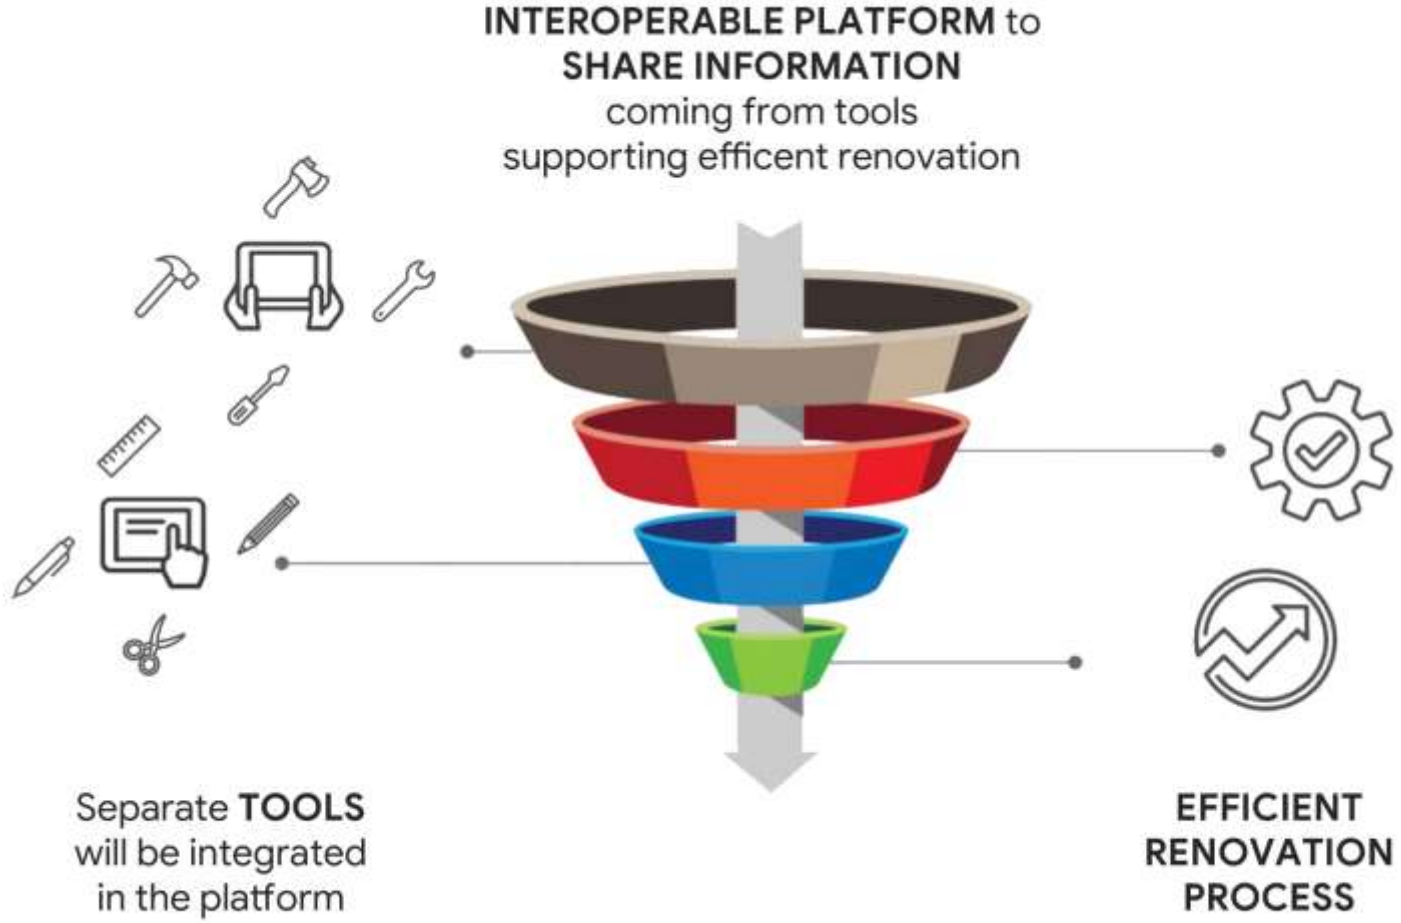 INTEROPERABLE PLATFORM to
SHARE INFORMATION
coming from tools
supporting efficent renovation
Separate TOOLS
will be integrated
in the platform
EFFICIENT
RENOVATION
PROCESS